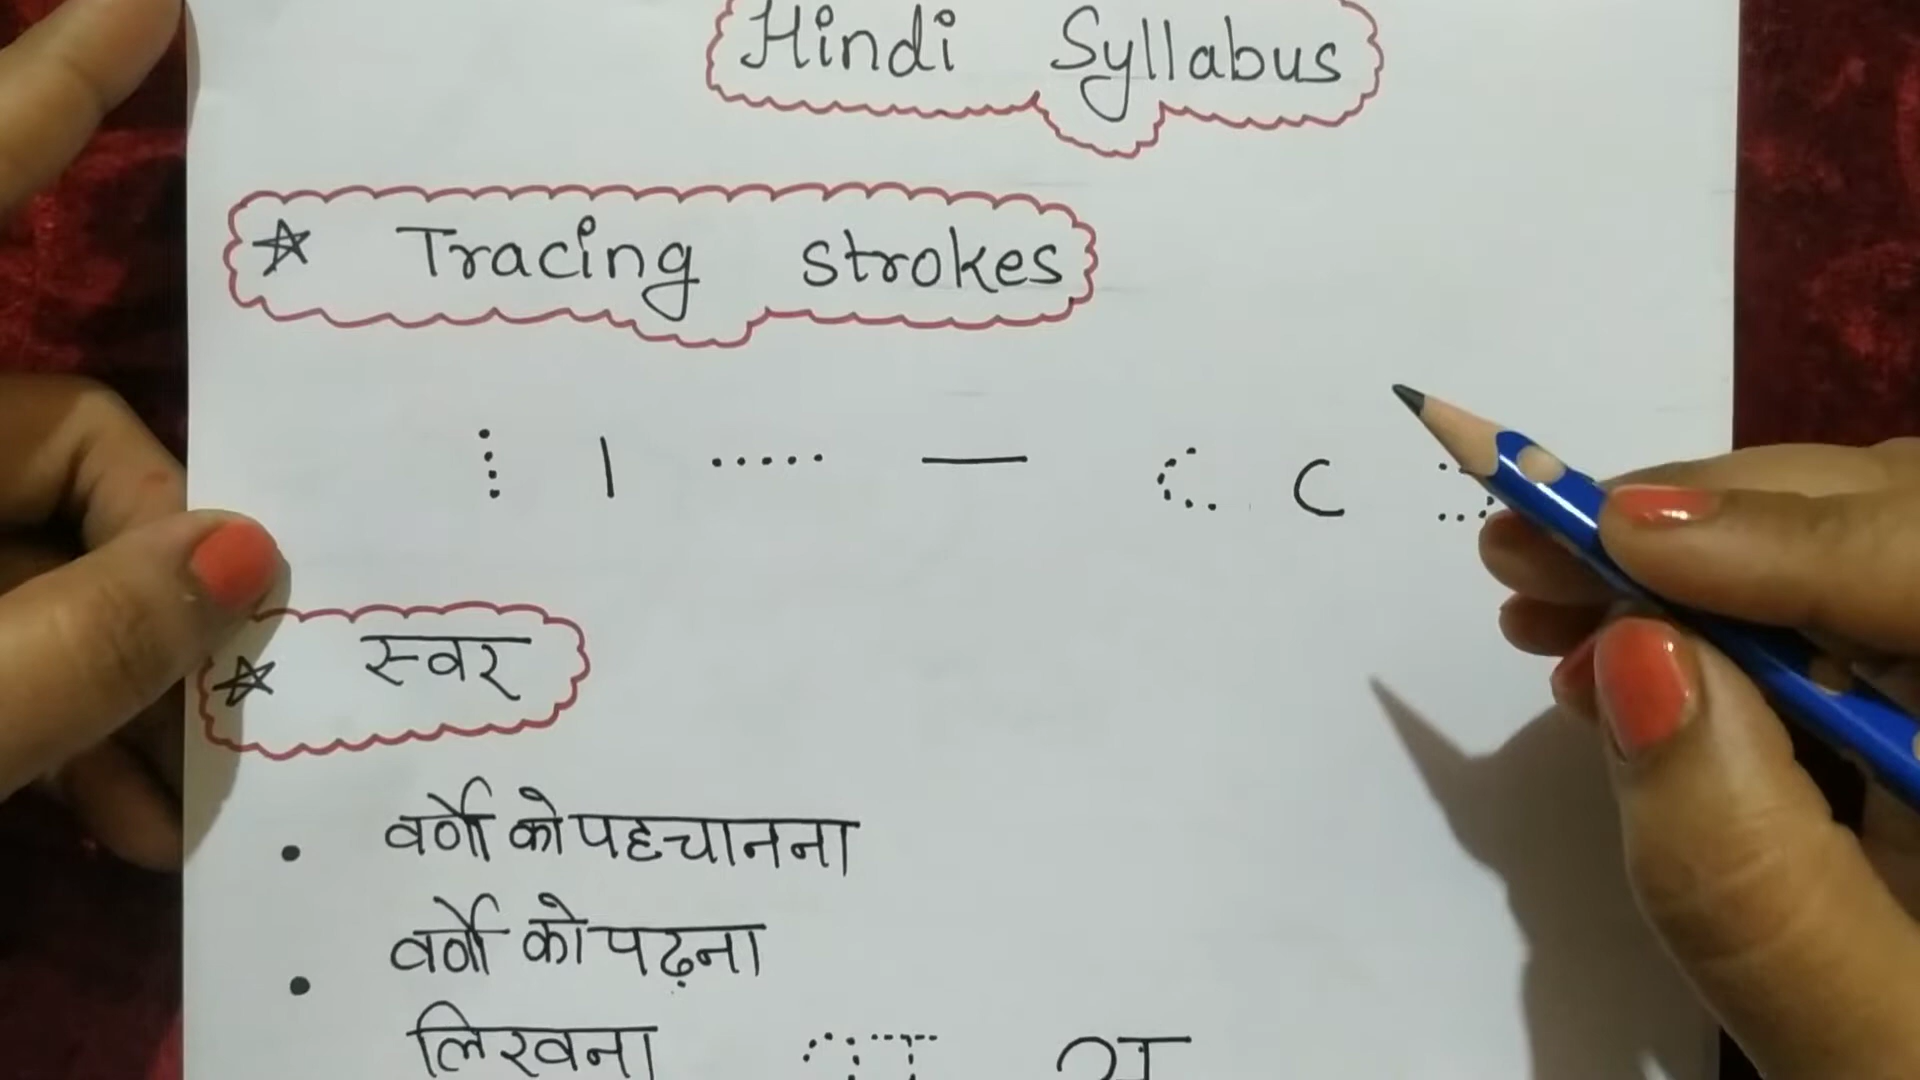 Hindi Syllabus
☆ Tracing strokes
C
☆ स्वर
• वर्णो को पहचानना
• वर्णो को पढ़ना
लिखना अ अ